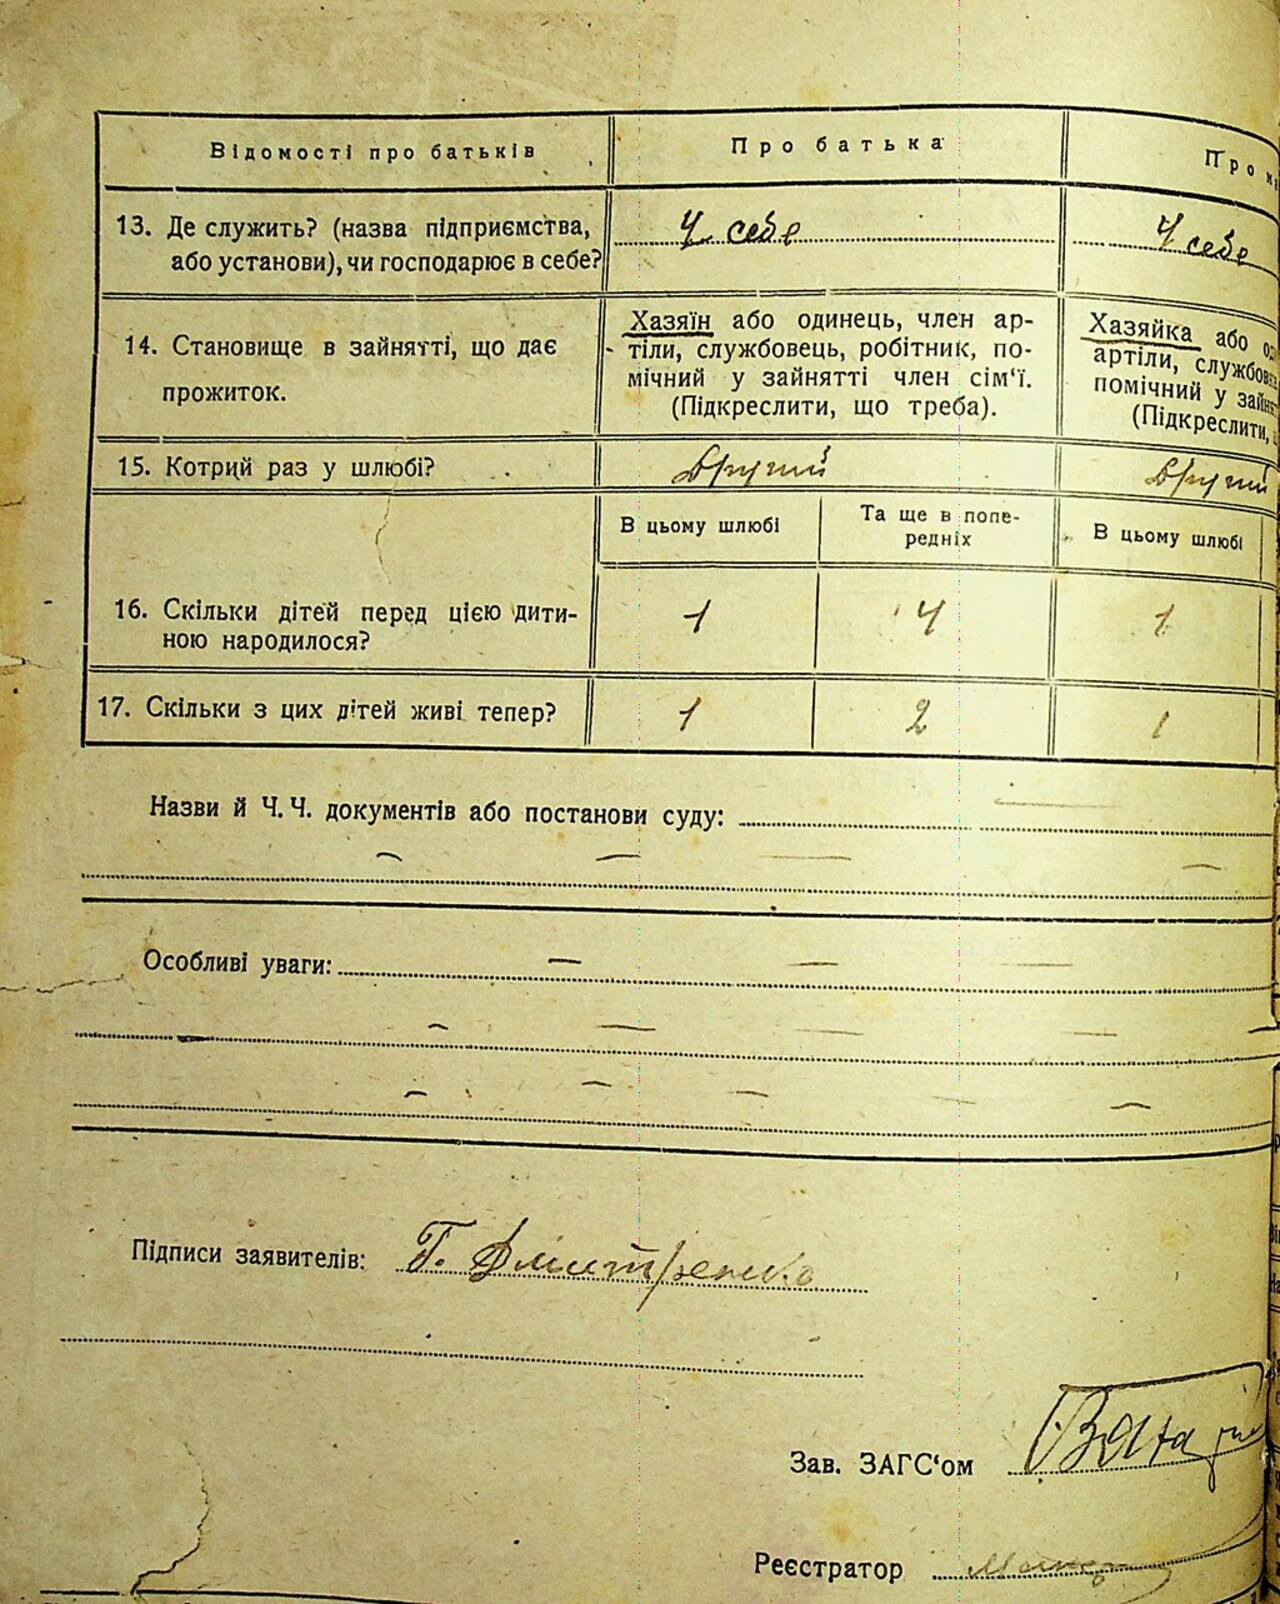 Відомості про батьків
Про батька
Про
13. Де служить? (назва підприємства,
або установи), чи господарює в себе?
У себе
У себе
14. Становище в зайнятті, що дає
прожиток.
Хазяїн або одинець, член ар-
тіли, службовець, робітник, по-
мічний у зайнятті член сім‘ї.
(Підкреслити, що треба).
Хазяйка або
артіли, службов
помічний у зайня
(Підкреслити,
15. Котрий раз у шлюбі?
другий
другий
В цьому шлюбі
Та ще в попе-
редніх
В цьому шлюбі
16. Скільки дітей перед цією дити-
ною народилося?
1
4
1
17. Скільки з цих дітей живі тепер?
1
2
1
Назви й Ч.Ч. документів або постанови суду:
Особливі уваги:
Підписи заявителів: Г. Дмитренко
Зав. ЗАГС‘ом
Реєстратор